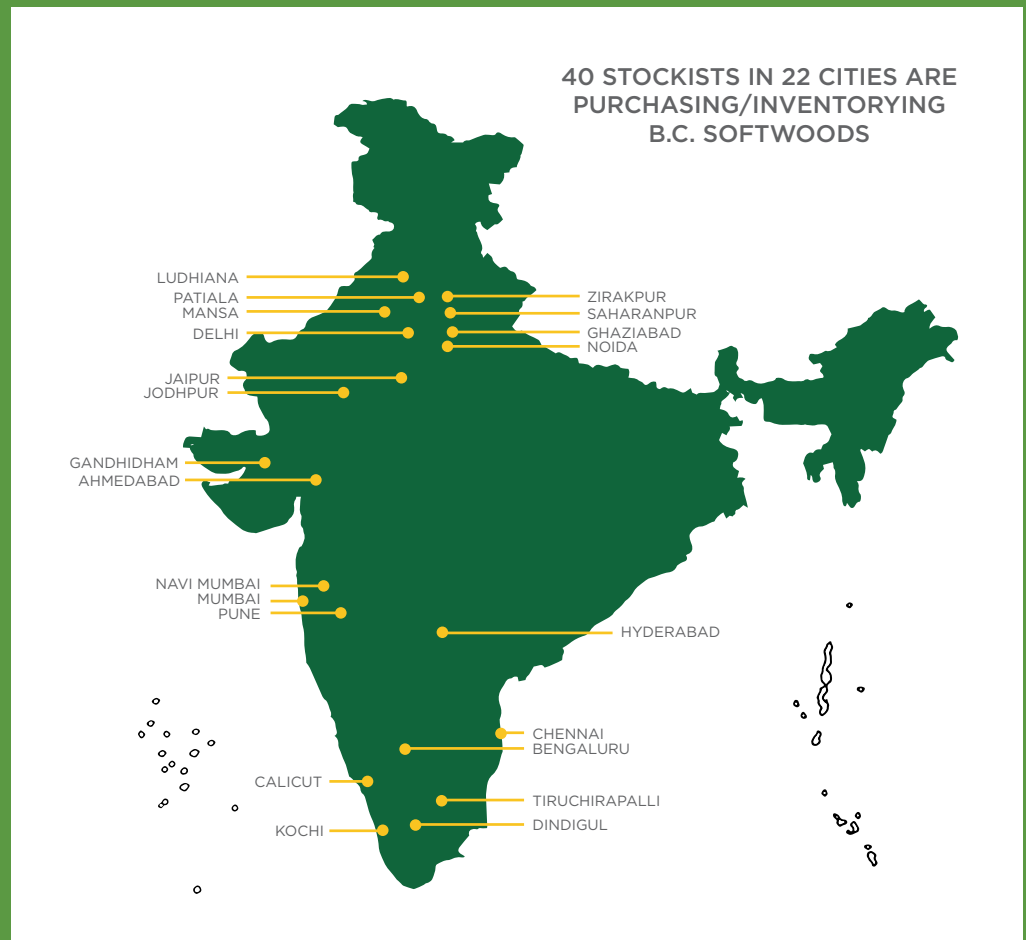 40 STOCKISTS IN 22 CITIES ARE
PURCHASING/INVENTORYING
B.C. SOFTWOODS
LUDHIANA
PATIALA
MANSA
DELHI
ZIRAKPUR
SAHARANPUR
GHAZIABAD
NOIDA
JAIPUR
JODHPUR
GANDHIDHAM
AHMEDABAD
NAVI MUMBAI
MUMBAI
PUNE
HYDERABAD
CHENNAI
BENGALURU
CALICUT
KOCHI
TIRUCHIRAPALLI
DINDIGUL